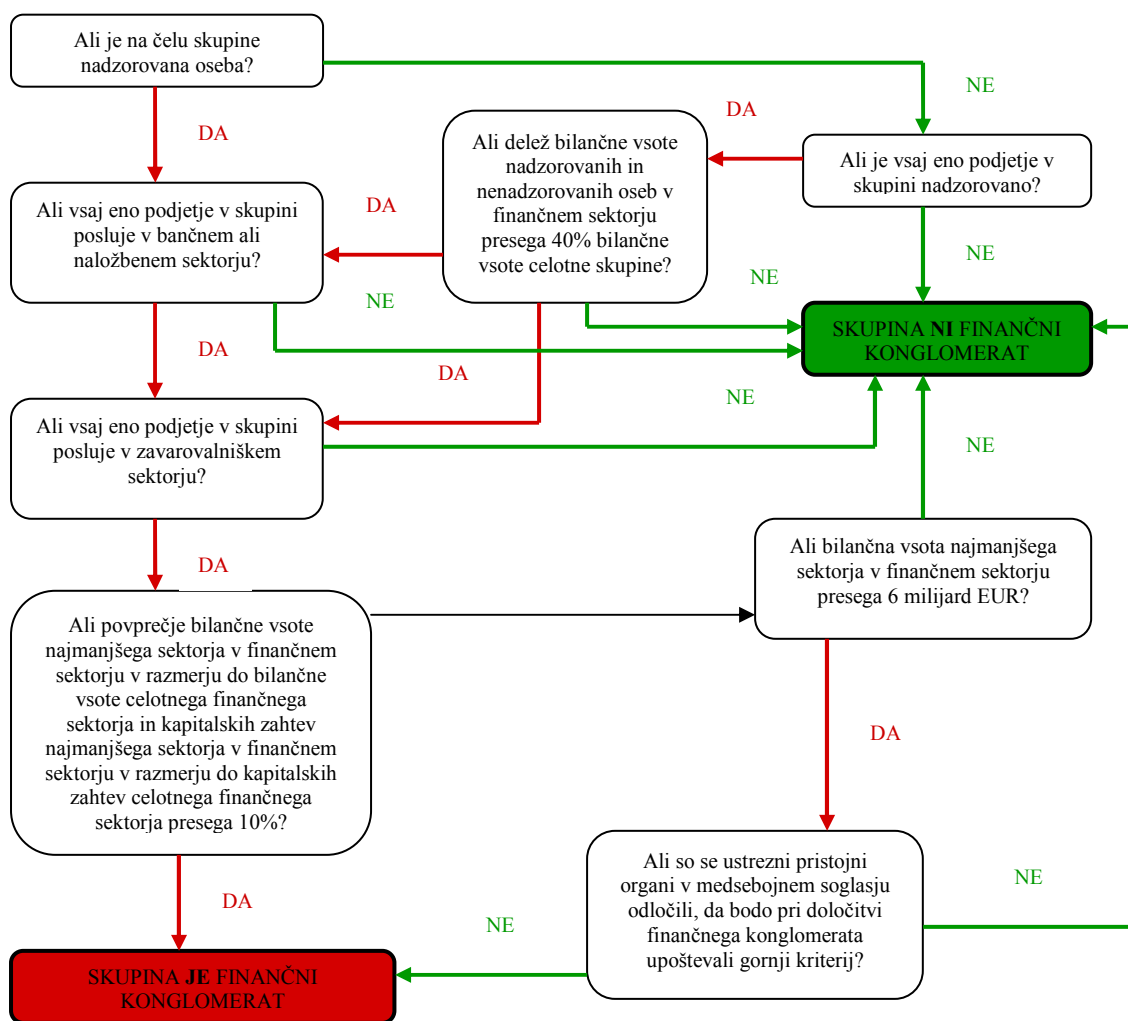 Ali je na čelu skupine
nadzorovana oseba?
NE
DA
DA
Ali delež bilančne vsote
nadzorovanih in
nenadzorovanih oseb v
finančnem sektorju
presega 40% bilančne
vsote celotne skupine?
Ali je vsaj eno podjetje v
skupini nadzorovano?
DA
Ali vsaj eno podjetje v skupini
posluje v bančnem ali
naložbenem sektorju?
NE
NE
NE
SKUPINA NI FINANČNI
KONGLOMERAT
DA
DA
NE
Ali vsaj eno podjetje v skupini
posluje v zavarovalniškem
sektorju?
NE
DA
Ali bilančna vsota najmanjšega
sektorja v finančnem sektorju
presega 6 milijard EUR?
Ali povprečje bilančne vsote
najmanjšega sektorja v finančnem
sektorju v razmerju do bilančne
vsote celotnega finančnega
sektorja in kapitalskih zahtev
najmanjšega sektorja v finančnem
sektorju v razmerju do kapitalskih
zahtev celotnega finančnega
sektorja presega 10%?
DA
Ali so se ustrezni pristojni
organi v medsebojnem soglasju
odločili, da bodo pri določitvi
finančnega konglomerata
upoštevali gornji kriterij?
NE
DA
NE
SKUPINA JE FINANČNI
KONGLOMERAT